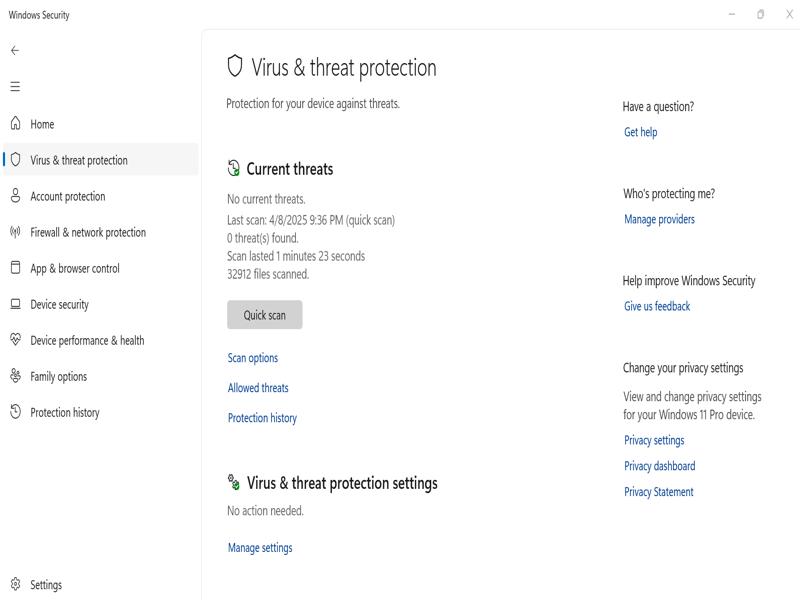 Windows Security
Home
Virus & threat protection
Account protection
Firewall & network protection
App & browser control
Device security
Device performance & health
Family options
Protection history
Settings
Virus & threat protection
Protection for your device against threats.
Current threats
No current threats.
Last scan: 4/8/2025 9:36 PM (quick scan)
0 threat(s) found.
Scan lasted 1 minutes 23 seconds
32912 files scanned.
Quick scan
Scan options
Allowed threats
Protection history
Virus & threat protection settings
No action needed.
Manage settings
Have a question?
Get help
Who's protecting me?
Manage providers
Help improve Windows Security
Give us feedback
Change your privacy settings
View and change privacy settings
for your Windows 11 Pro device.
Privacy settings
Privacy dashboard
Privacy Statement